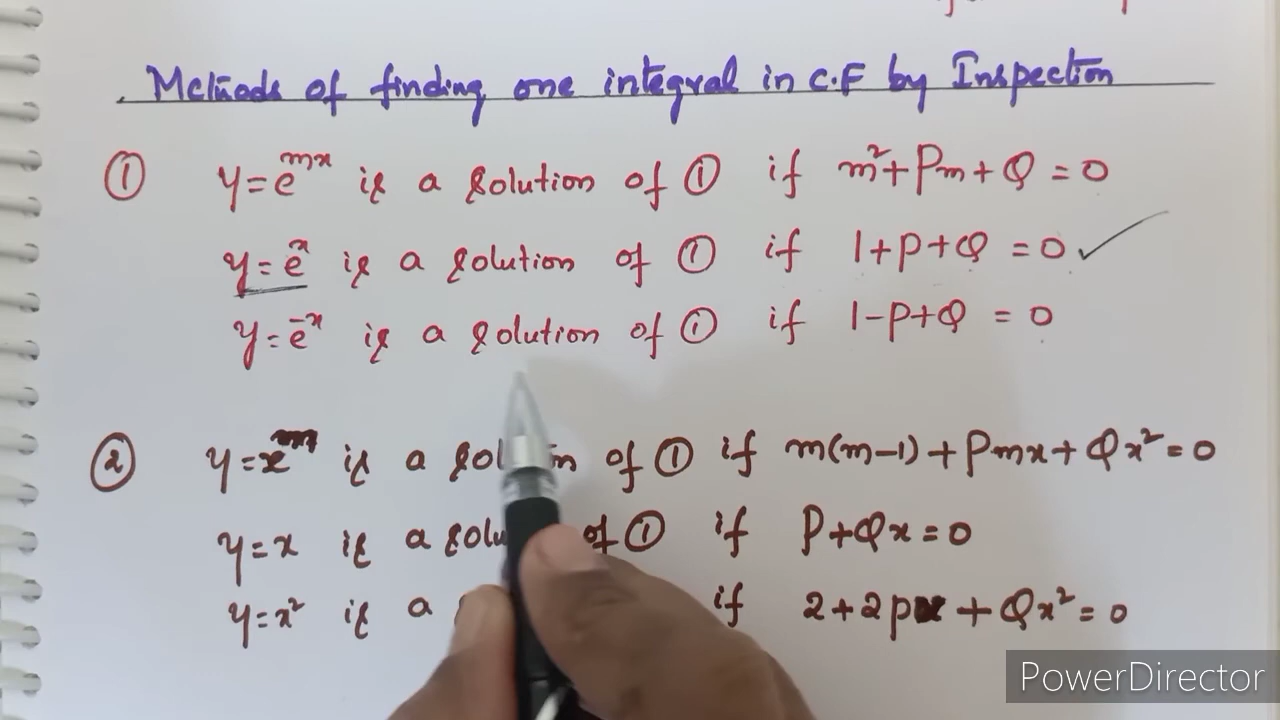 Methods of finding one integral in C.F by Inspection
① y = e^{mx} is a solution of ① if m² + Pm + Q = 0
y = e^{x} is a solution of ① if 1 + P + Q = 0 ✓
y = e^{-x} is a solution of ① if 1 - P + Q = 0
② y = x^{m} is a of ① if m(m-1) + Pmx + Qx² = 0
y = x is a of ① if P + Qx = 0
y = x² is a if 2 + 2Px + Qx² = 0
PowerDirector